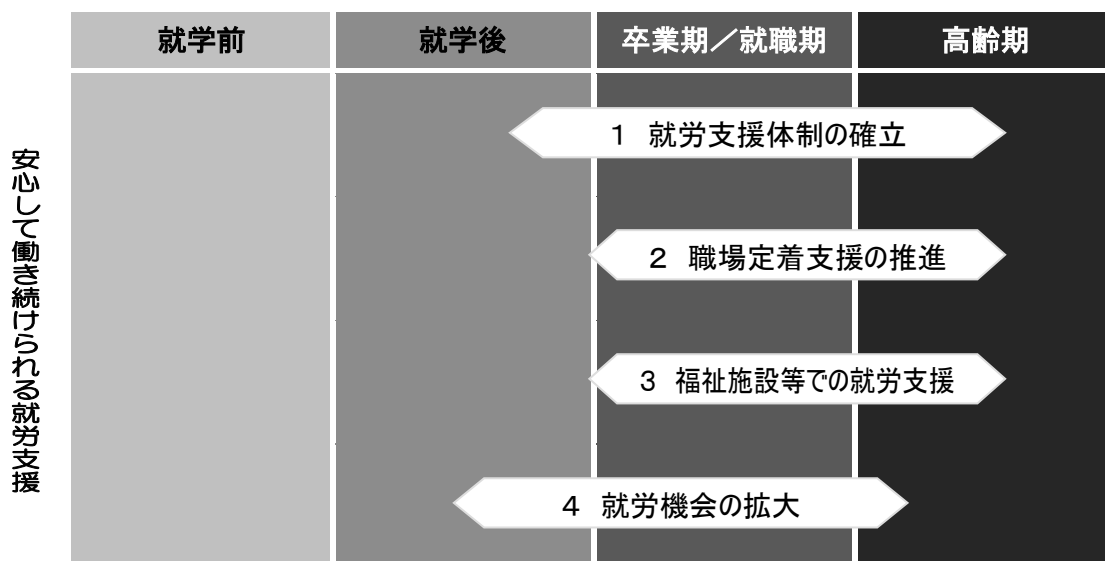 就学前
就学後
卒業期／就職期
高齢期
安心して働き続けられる就労支援
1 就労支援体制の確立
2 職場定着支援の推進
3 福祉施設等での就労支援
4 就労機会の拡大